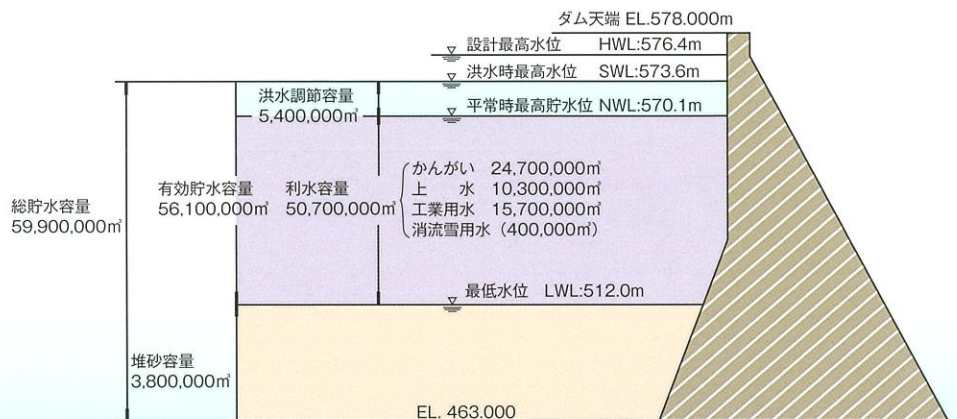 ダム天端 EL.578.000m
設計最高水位 HWL:576.4m
洪水時最高水位 SWL:573.6m
洪水調節容量
5,400,000㎥
平常時最高貯水位 NWL:570.1m
総貯水容量
59,900,000㎥
有効貯水容量
56,100,000㎥
利水容量
50,700,000㎥
かんがい 24,700,000㎥
上 水 10,300,000㎥
工業用水 15,700,000㎥
消流雪用水(400,000㎥)
最低水位 LWL:512.0m
堆砂容量
3,800,000㎥
EL. 463.000